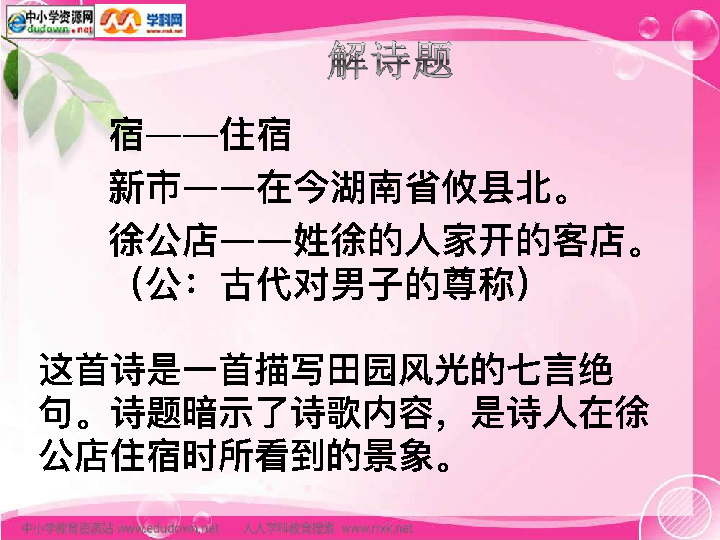 中小学资源网
edudown.net
学科网
www.nxk.net
解诗题
宿——住宿
新市——在今湖南省攸县北。
徐公店——姓徐的人家开的客店。
（公：古代对男子的尊称）
这首诗是一首描写田园风光的七言绝
句。诗题暗示了诗歌内容，是诗人在徐
公店住宿时所看到的景象。
中小学教育资源站 www.edudown.net 人人学科教育搜索 www.nxk.net